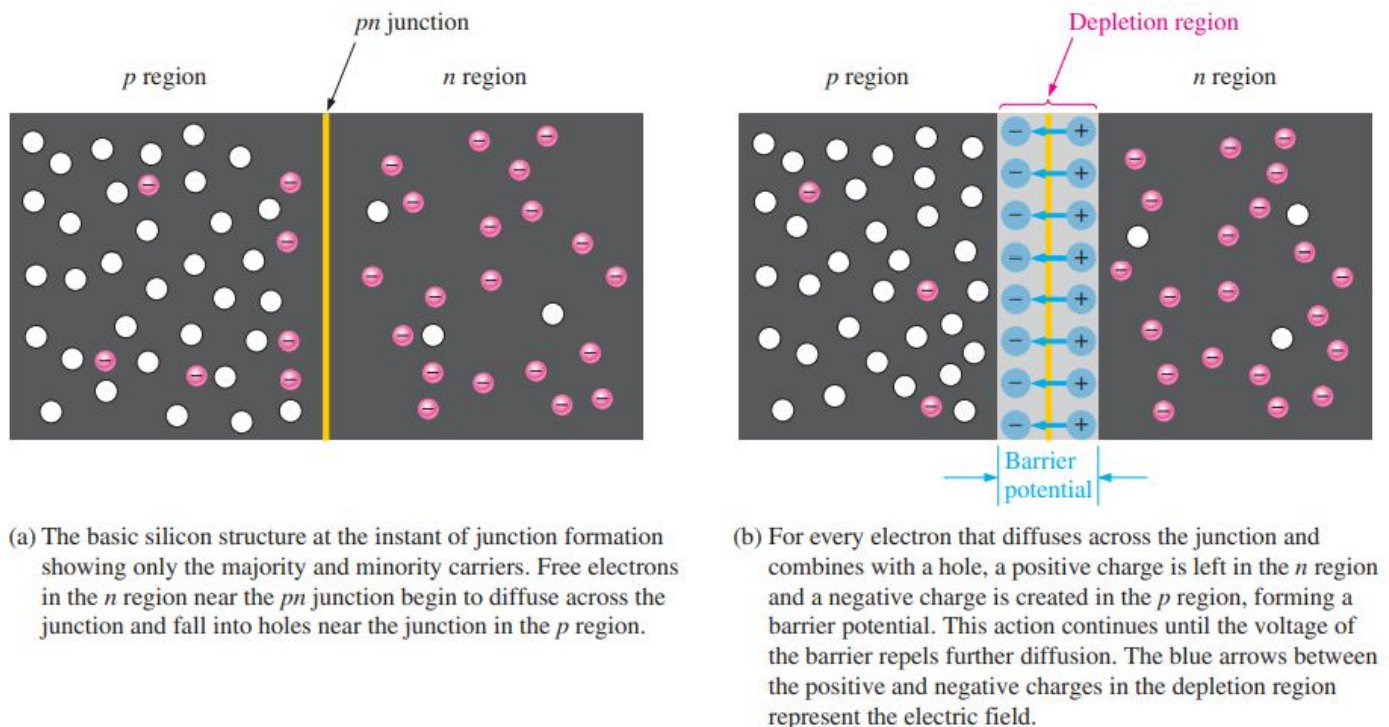 pn junction
p region
n region
(a) The basic silicon structure at the instant of junction formation
showing only the majority and minority carriers. Free electrons
in the n region near the pn junction begin to diffuse across the
junction and fall into holes near the junction in the p region.
Depletion region
p region
n region
Barrier
potential
(b) For every electron that diffuses across the junction and
combines with a hole, a positive charge is left in the n region
and a negative charge is created in the p region, forming a
barrier potential. This action continues until the voltage of
the barrier repels further diffusion. The blue arrows between
the positive and negative charges in the depletion region
represent the electric field.